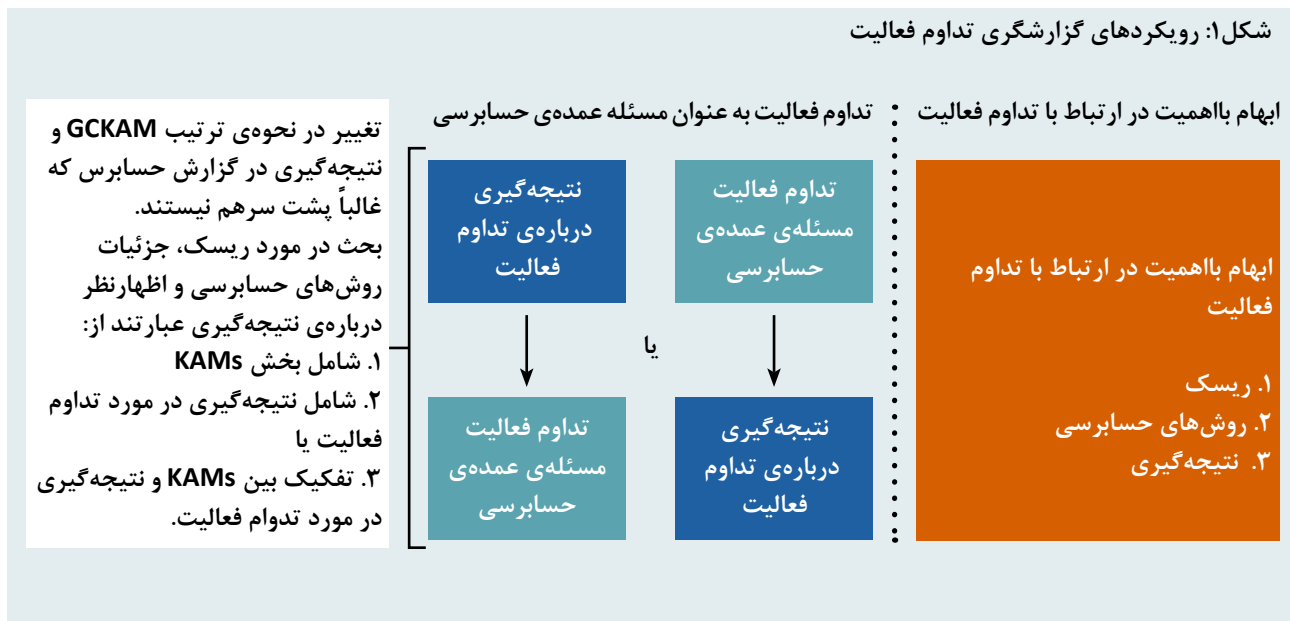 شکل۱: رویکردهای گزارشگری تداوم فعالیت
ابهام بااهمیت در ارتباط با تداوم فعالیت
ابهام بااهمیت در ارتباط با تداوم
فعالیت
۱. ریسک
۲. روش‌های حسابرسی
۳. نتیجه‌گیری
تداوم فعالیت به عنوان مسئله عمده‌ی حسابرسی
تداوم فعالیت
مسئله‌ی عمده‌ی
حسابرسی
نتیجه‌گیری
درباره‌ی تداوم
فعالیت
یا
نتیجه‌گیری
درباره‌ی تداوم
فعالیت
تداوم فعالیت
مسئله‌ی عمده‌ی
حسابرسی
تغییر در نحوه‌ی ترتیب GCKAM و
نتیجه‌گیری در گزارش حسابرس که
غالباً پشت سرهم نیستند.
بحث در مورد ریسک، جزئیات
روش‌های حسابرسی و اظهارنظر
درباره‌ی نتیجه‌گیری عبارتند از:
۱. شامل بخش KAMs
۲. شامل نتیجه‌گیری در مورد تداوم
فعالیت یا
۳. تفکیک بین KAMs و نتیجه‌گیری
در مورد تدوام فعالیت.